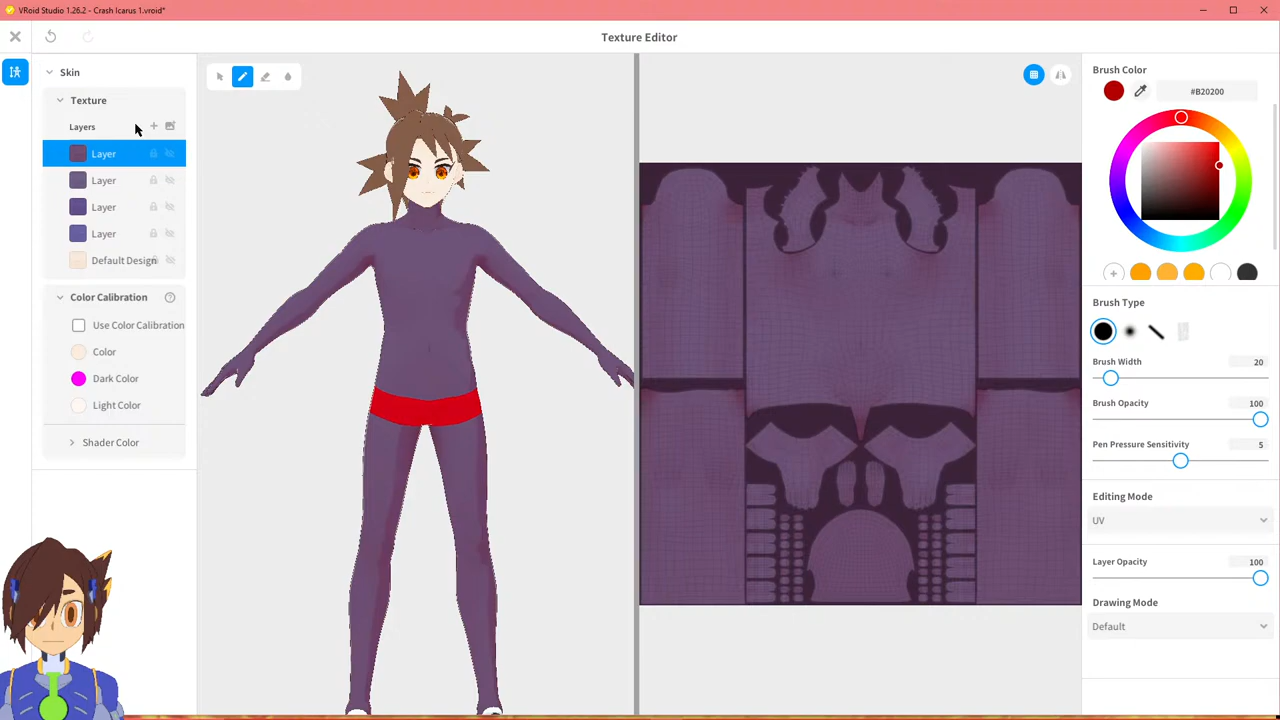 VRoid Studio 1.26.2 - Crash Icarus 1.vroid*
Texture Editor
Skin
Texture
Layers
Layer
Layer
Layer
Layer
Default Design
Color Calibration
Use Color Calibration
Color
Dark Color
Light Color
Shader Color
Brush Color
#B20200
Brush Type
Brush Width 20
Brush Opacity 100
Pen Pressure Sensitivity 5
Editing Mode
UV
Layer Opacity 100
Drawing Mode
Default